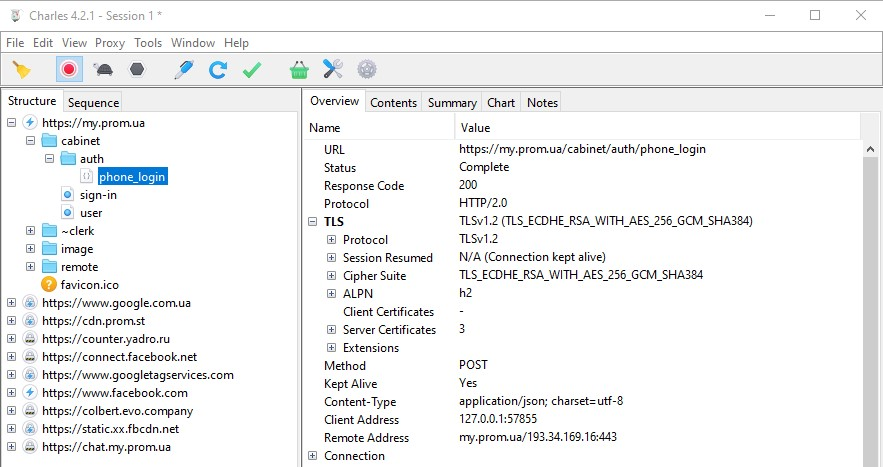 Charles 4.2.1 - Session 1 *
File Edit View Proxy Tools Window Help
Structure Sequence
https://my.prom.ua
cabinet
auth
phone_login
sign-in
user
~clerk
image
remote
favicon.ico
https://www.google.com.ua
https://cdn.prom.st
https://counter.yadro.ru
https://connect.facebook.net
https://www.googletagservices.com
https://www.facebook.com
https://colbert.evo.company
https://static.xx.fbcdn.net
https://chat.my.prom.ua
Overview Contents Summary Chart Notes
Name Value
URL https://my.prom.ua/cabinet/auth/phone_login
Status Complete
Response Code 200
Protocol HTTP/2.0
TLS TLSv1.2 (TLS_ECDHE_RSA_WITH_AES_256_GCM_SHA384)
Protocol TLSv1.2
Session Resumed N/A (Connection kept alive)
Cipher Suite TLS_ECDHE_RSA_WITH_AES_256_GCM_SHA384
ALPN h2
Client Certificates -
Server Certificates 3
Extensions
Method POST
Kept Alive Yes
Content-Type application/json; charset=utf-8
Client Address 127.0.0.1:57855
Remote Address my.prom.ua/193.34.169.16:443
Connection